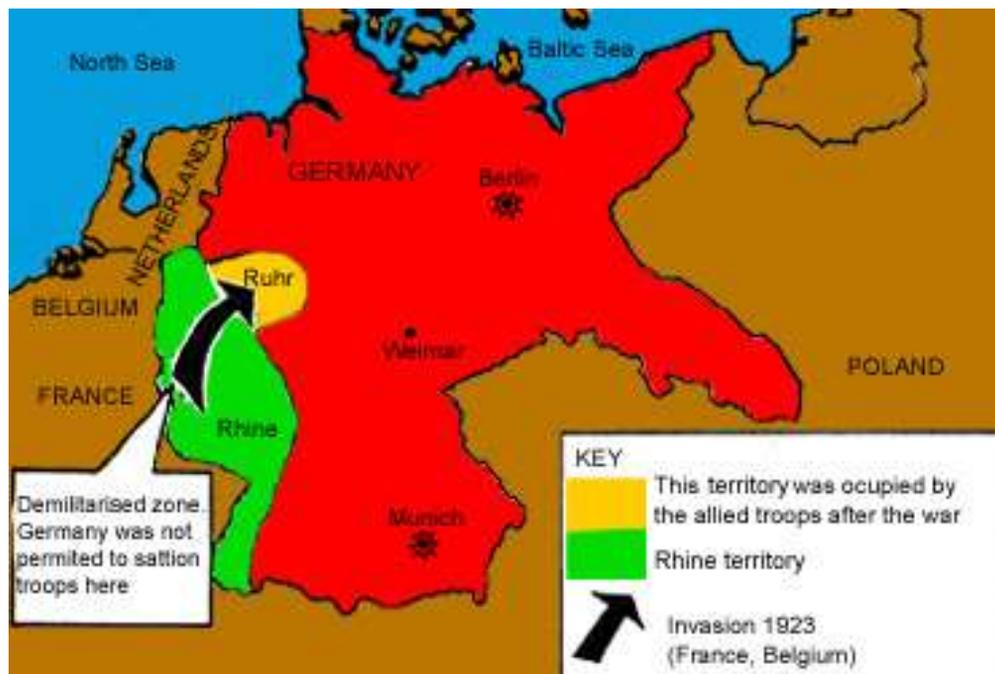 North Sea
Baltic Sea
NETHERLANDS
GERMANY
Berlin
Ruhr
BELGIUM
Weimar
POLAND
FRANCE
Rhine
Demilitarised zone.
Germany was not
permited to sattion
troops here
Munich
KEY
This territory was ocupied by
the allied troops after the war
Rhine territory
Invasion 1923
(France, Belgium)